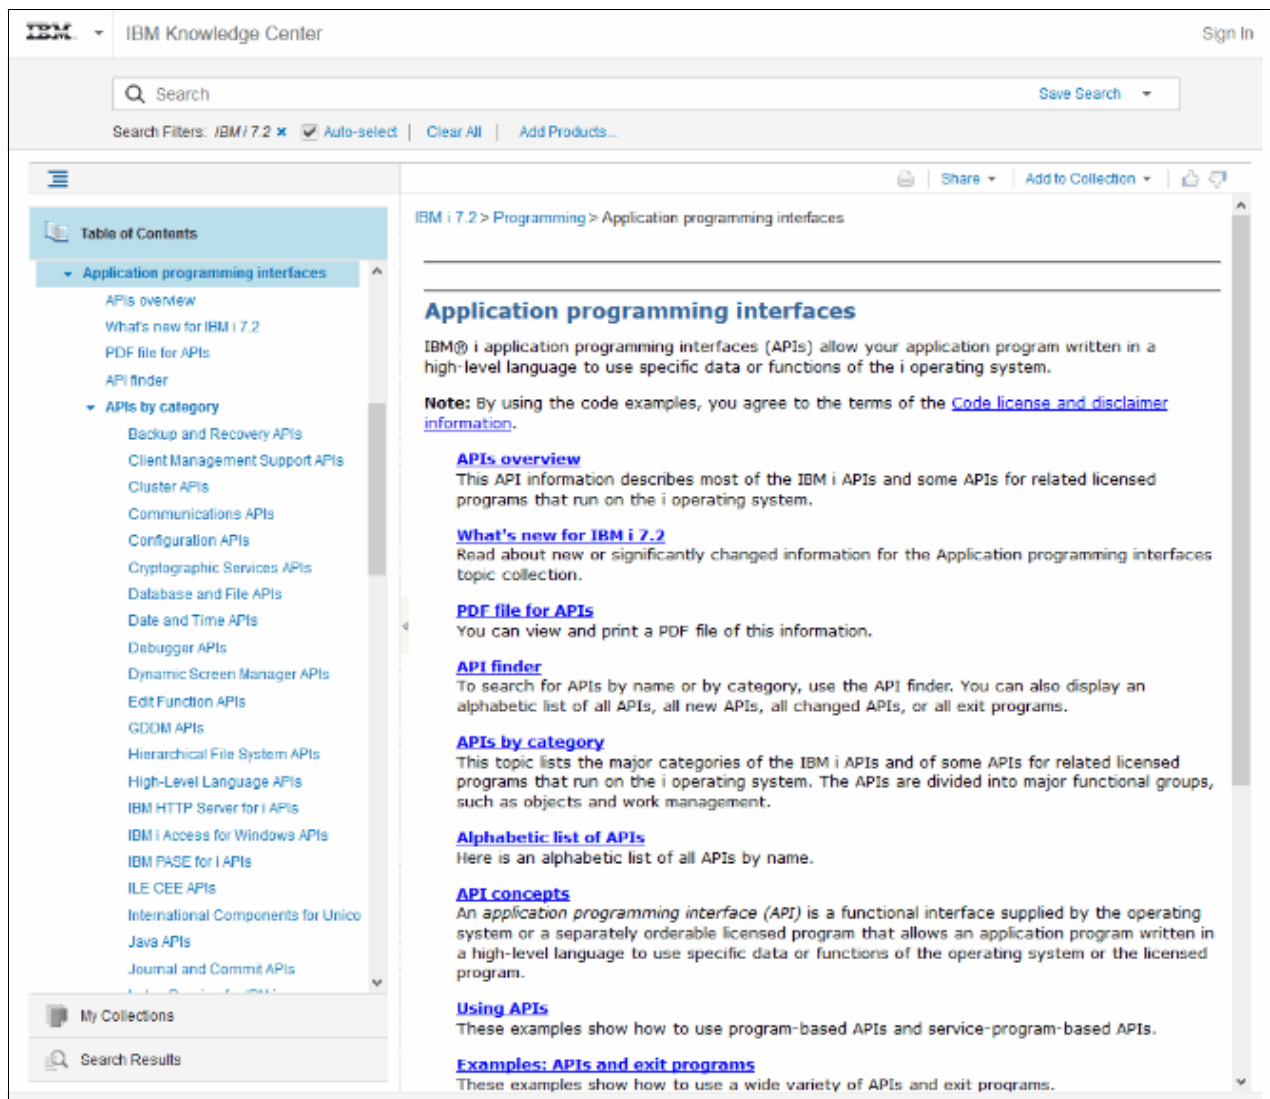 IBM.
IBM Knowledge Center
Sign In
Search
Save Search
Search Filters: IBM i 7.2 × Auto-select | Clear All | Add Products...
Share
Add to Collection
Table of Contents
Application programming interfaces
APIs overview
What's new for IBM i 7.2
PDF file for APIs
API finder
APIs by category
Backup and Recovery APIs
Client Management Support APIs
Cluster APIs
Communications APIs
Configuration APIs
Cryptographic Services APIs
Database and File APIs
Date and Time APIs
Debugger APIs
Dynamic Screen Manager APIs
Edit Function APIs
GDDM APIs
Hierarchical File System APIs
High-Level Language APIs
IBM HTTP Server for i APIs
IBM i Access for Windows APIs
IBM PASE for i APIs
ILE CEE APIs
International Components for Unico
Java APIs
Journal and Commit APIs
My Collections
Search Results
IBM i 7.2 > Programming > Application programming interfaces
Application programming interfaces
IBM® i application programming interfaces (APIs) allow your application program written in a
high-level language to use specific data or functions of the i operating system.
Note: By using the code examples, you agree to the terms of the Code license and disclaimer
information.
APIs overview
This API information describes most of the IBM i APIs and some APIs for related licensed
programs that run on the i operating system.
What's new for IBM i 7.2
Read about new or significantly changed information for the Application programming interfaces
topic collection.
PDF file for APIs
You can view and print a PDF file of this information.
API finder
To search for APIs by name or by category, use the API finder. You can also display an
alphabetic list of all APIs, all new APIs, all changed APIs, or all exit programs.
APIs by category
This topic lists the major categories of the IBM i APIs and of some APIs for related licensed
programs that run on the i operating system. The APIs are divided into major functional groups,
such as objects and work management.
Alphabetic list of APIs
Here is an alphabetic list of all APIs by name.
API concepts
An application programming interface (API) is a functional interface supplied by the operating
system or a separately orderable licensed program that allows an application program written in
a high-level language to use specific data or functions of the operating system or the licensed
program.
Using APIs
These examples show how to use program-based APIs and service-program-based APIs.
Examples: APIs and exit programs
These examples show how to use a wide variety of APIs and exit programs.